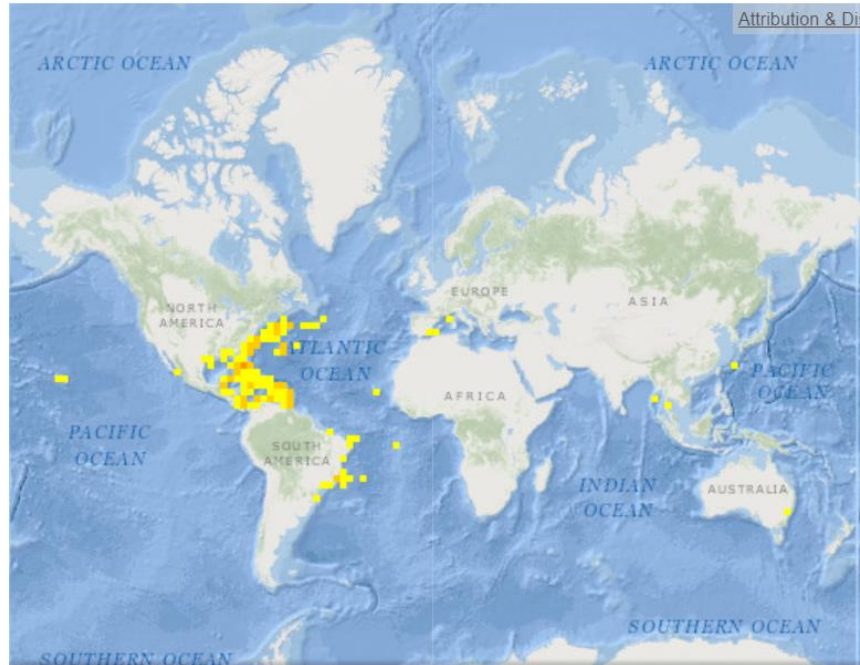 Attribution & Dis
ARCTIC OCEAN
ARCTIC OCEAN
EUROPE
ASIA
NORTH
AMERICA
ATLANTIC
OCEAN
PACIFIC
OCEAN
AFRICA
PACIFIC
OCEAN
SOUTH
AMERICA
INDIAN
OCEAN
AUSTRALIA
SOUTHERN OCEAN
SOUTHERN OCEAN